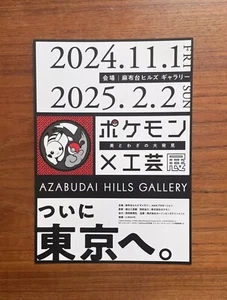 2024.11.1 FRI
会場 麻布台ヒルズ ギャラリー
2025.2.2 SUN
ポケモン
×工芸展
美とわざの大発見
AZABUDAI HILLS GALLERY
ついに
東京へ。